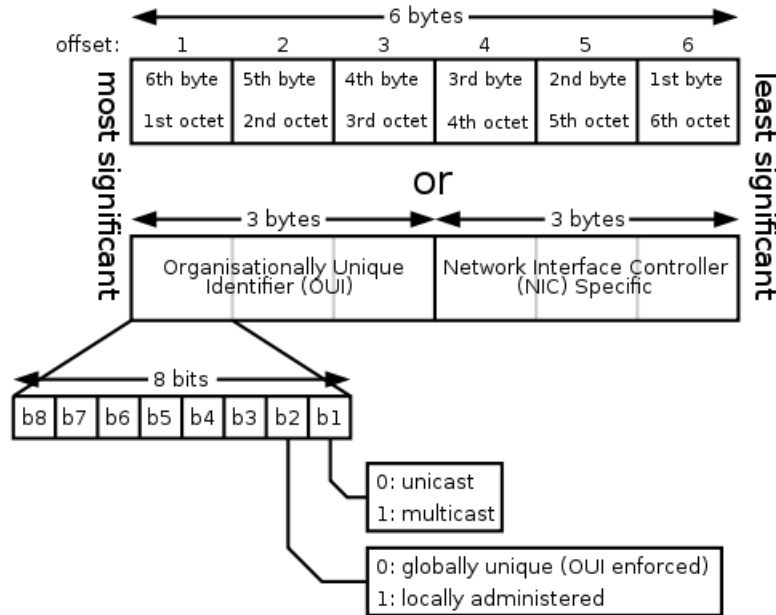 6 bytes
offset: 1 2 3 4 5 6
most significant
6th byte 5th byte 4th byte 3rd byte 2nd byte 1st byte
1st octet 2nd octet 3rd octet 4th octet 5th octet 6th octet
least significant
or
3 bytes 3 bytes
Organisationally Unique
Identifier (OUI)
Network Interface Controller
(NIC) Specific
8 bits
b8 b7 b6 b5 b4 b3 b2 b1
0: unicast
1: multicast
0: globally unique (OUI enforced)
1: locally administered